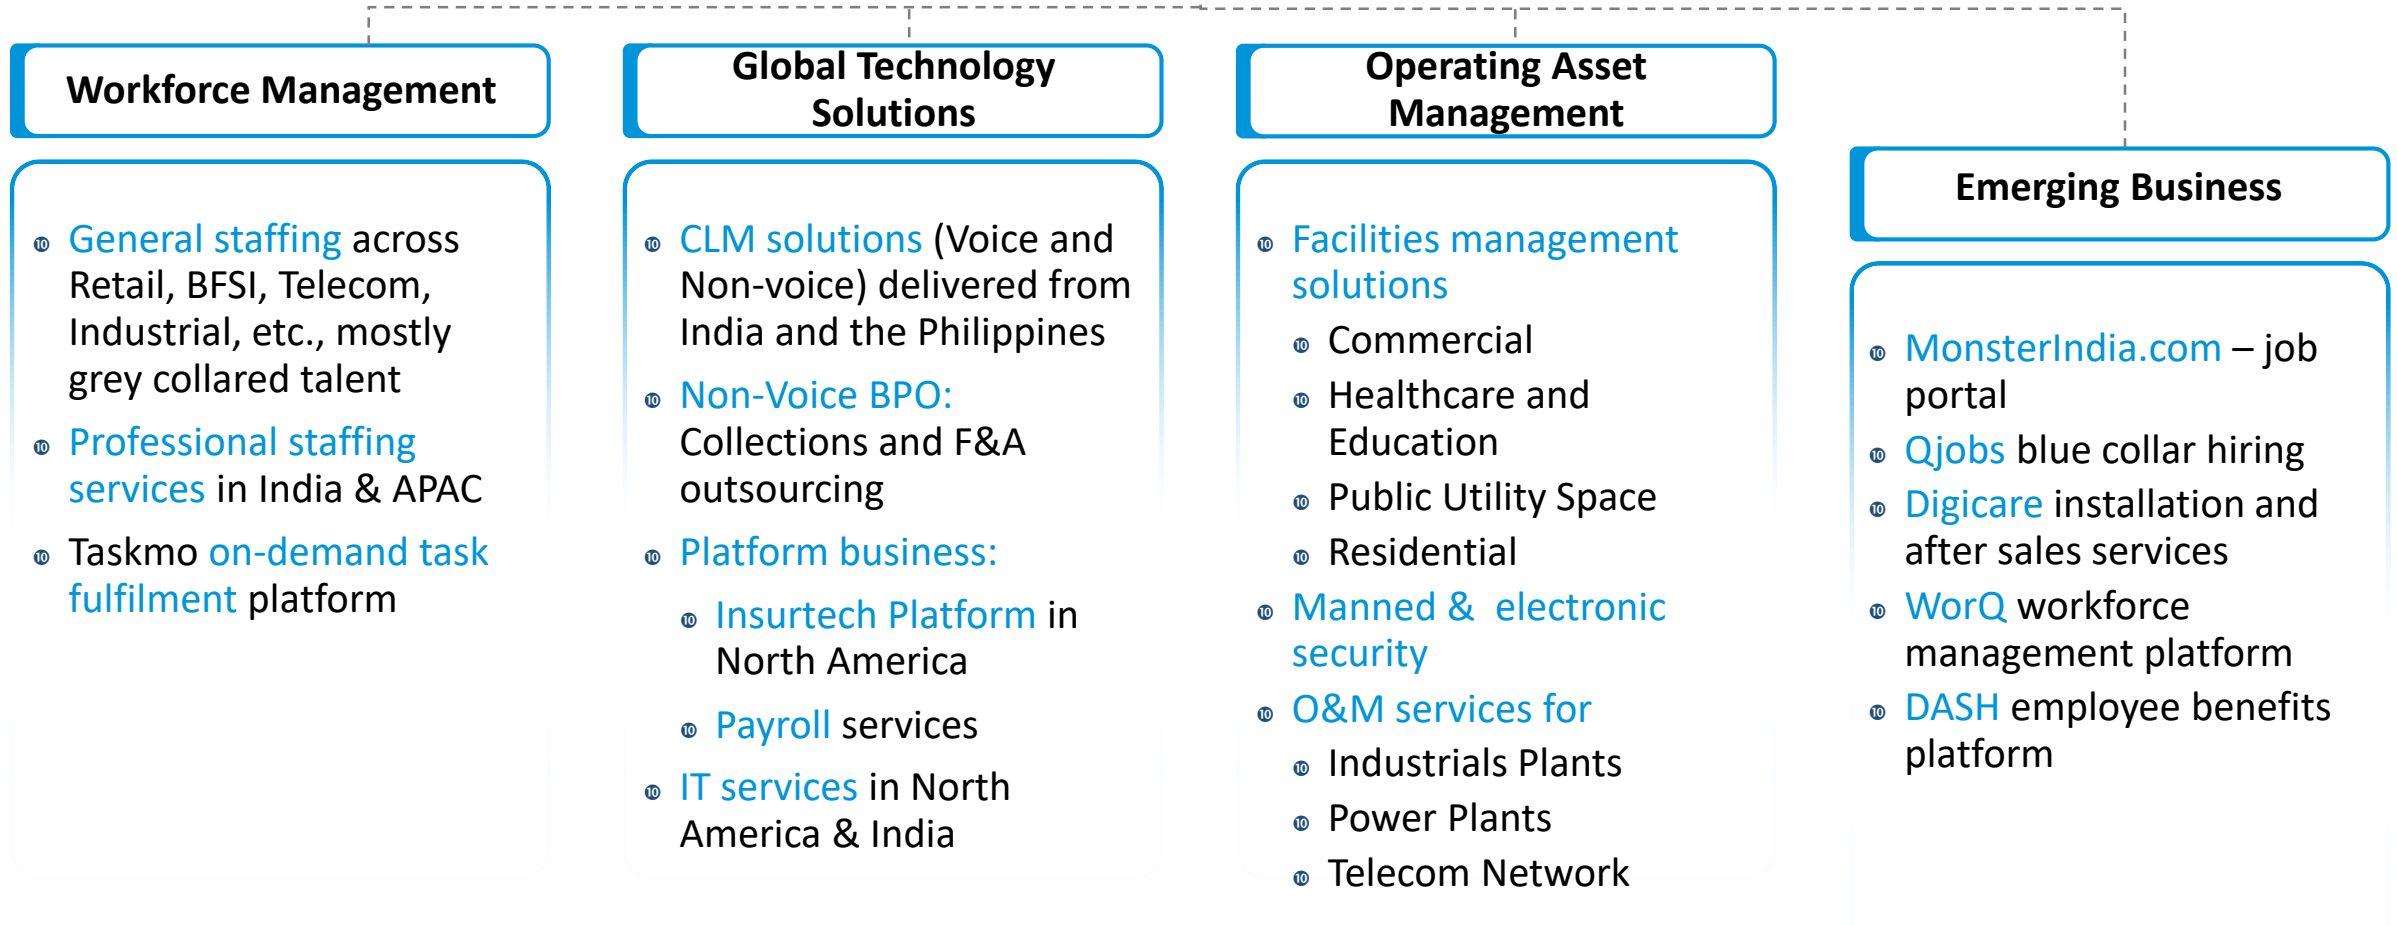 Workforce Management
General staffing across
Retail, BFSI, Telecom,
Industrial, etc., mostly
grey collared talent
Professional staffing
services in India & APAC
Taskmo on-demand task
fulfilment platform
Global Technology
Solutions
CLM solutions (Voice and
Non-voice) delivered from
India and the Philippines
Non-Voice BPO:
Collections and F&A
outsourcing
Platform business:
Insurtech Platform in
North America
Payroll services
IT services in North
America & India
Operating Asset
Management
Facilities management
solutions
Commercial
Healthcare and
Education
Public Utility Space
Residential
Manned & electronic
security
O&M services for
Industrials Plants
Power Plants
Telecom Network
Emerging Business
MonsterIndia.com – job
portal
Qjobs blue collar hiring
Digicare installation and
after sales services
WorQ workforce
management platform
DASH employee benefits
platform